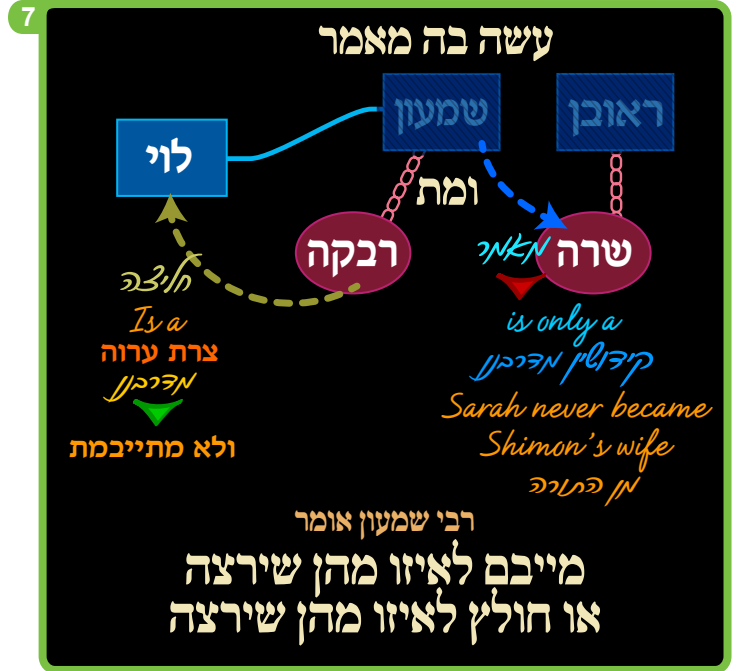 7
עשה בה מאמר
ראובן
שמעון
לוי
ומת
שרה
רבקה
מאמר
חליצה
Is a
צרת ערוה
מדרבנן
ולא מתייבמת
is only a
קידושין מדרבנן
Sarah never became
Shimon's wife
מן התורה
רבי שמעון אומר
מייבם לאיזו מהן שירצה
או חולץ לאיזו מהן שירצה